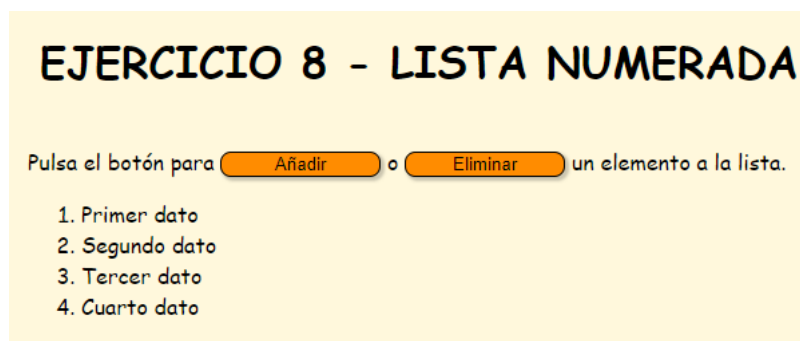 EJERCICIO 8 - LISTA NUMERADA
Pulsa el botón para Añadir o Eliminar un elemento a la lista.
1. Primer dato
2. Segundo dato
3. Tercer dato
4. Cuarto dato